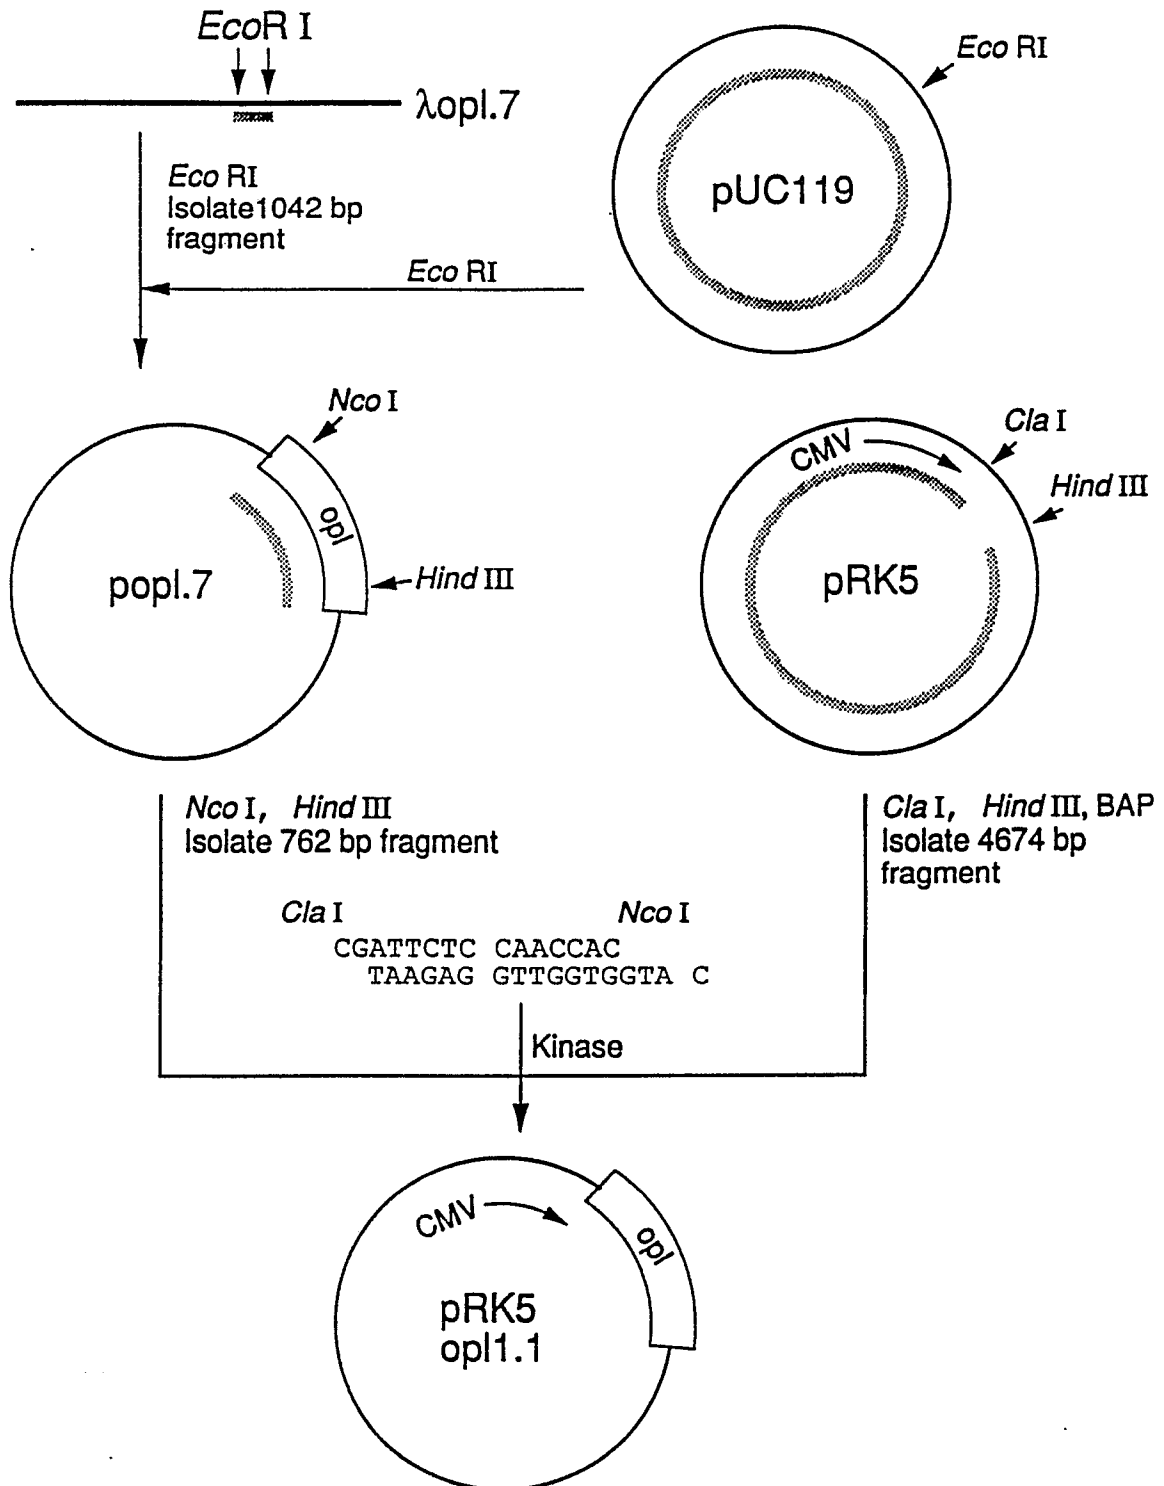 EcoR I
λopl.7
Eco RI
pUC119
Eco RI
Isolate1042 bp
fragment
Eco RI
Nco I
opl
popl.7
Hind III
CMV
Cla I
Hind III
pRK5
Nco I, Hind III
Isolate 762 bp fragment
Cla I, Hind III, BAP
Isolate 4674 bp
fragment
Cla I Nco I
CGATTCTC CAACCAC
TAAGAG GTTGGTGGTA C
Kinase
CMV
opl
pRK5
opl1.1